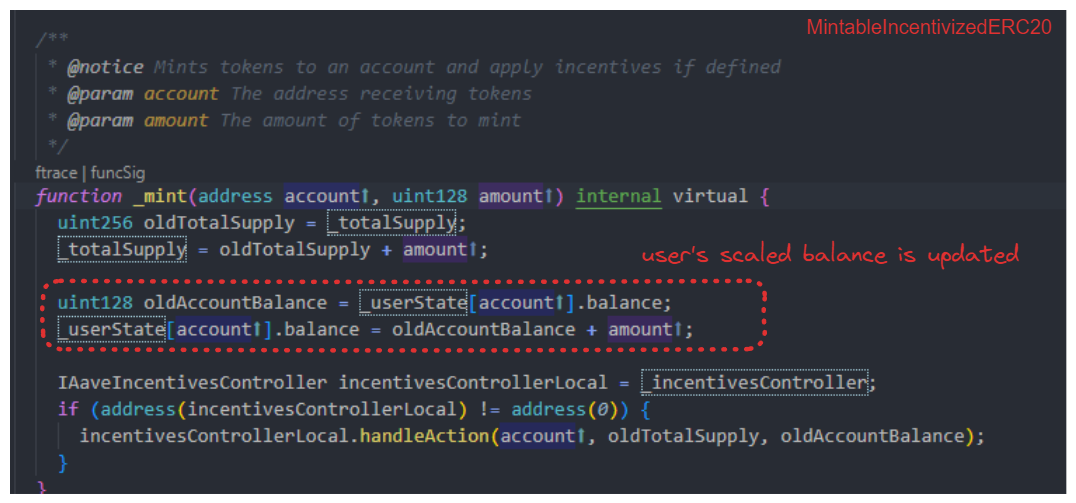 MintableIncentivizedERC20
/**
 * @notice Mints tokens to an account and apply incentives if defined
 * @param account The address receiving tokens
 * @param amount The amount of tokens to mint
 */
ftrace | funcSig
function _mint(address account↑, uint128 amount↑) internal virtual {
  uint256 oldTotalSupply = _totalSupply;
  _totalSupply = oldTotalSupply + amount↑;
user's scaled balance is updated
  uint128 oldAccountBalance = _userState[account↑].balance;
  _userState[account↑].balance = oldAccountBalance + amount↑;
  IAaveIncentivesController incentivesControllerLocal = _incentivesController;
  if (address(incentivesControllerLocal) != address(0)) {
    incentivesControllerLocal.handleAction(account↑, oldTotalSupply, oldAccountBalance);
  }
}